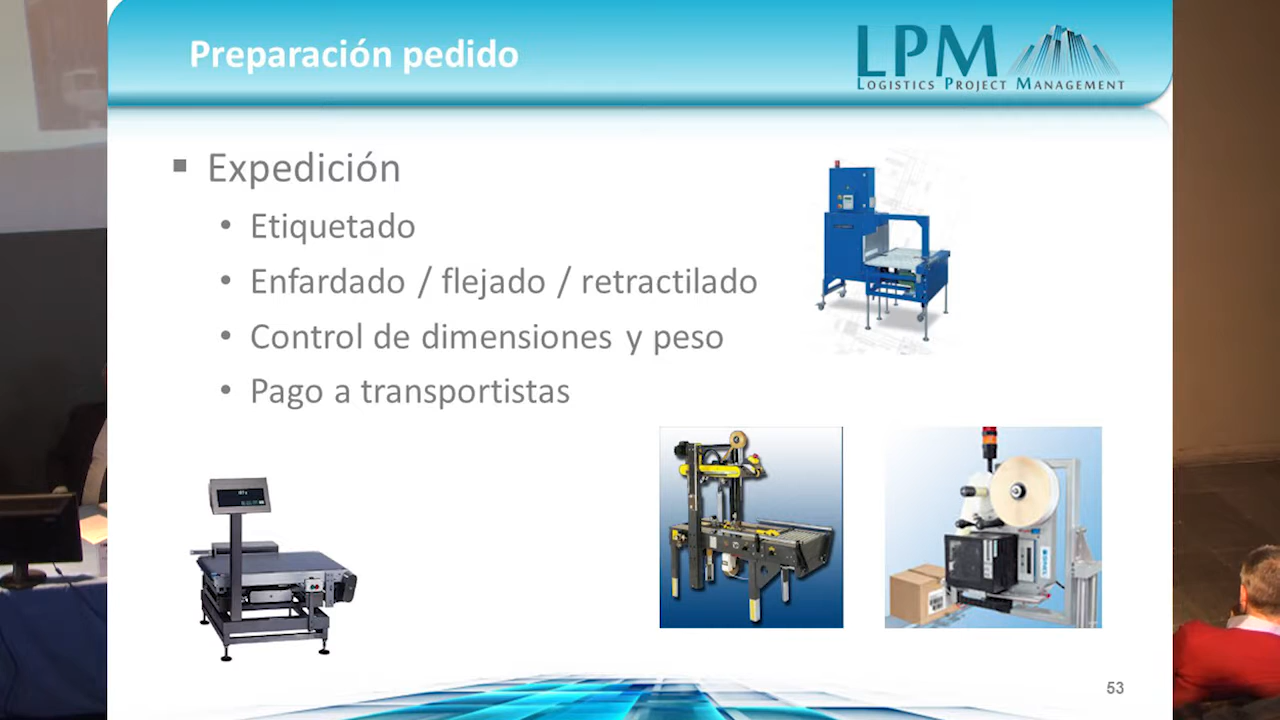 Preparación pedido
LPM
LOGISTICS PROJECT MANAGEMENT
Expedición
Etiquetado
Enfardado / flejado / retractilado
Control de dimensiones y peso
Pago a transportistas
53